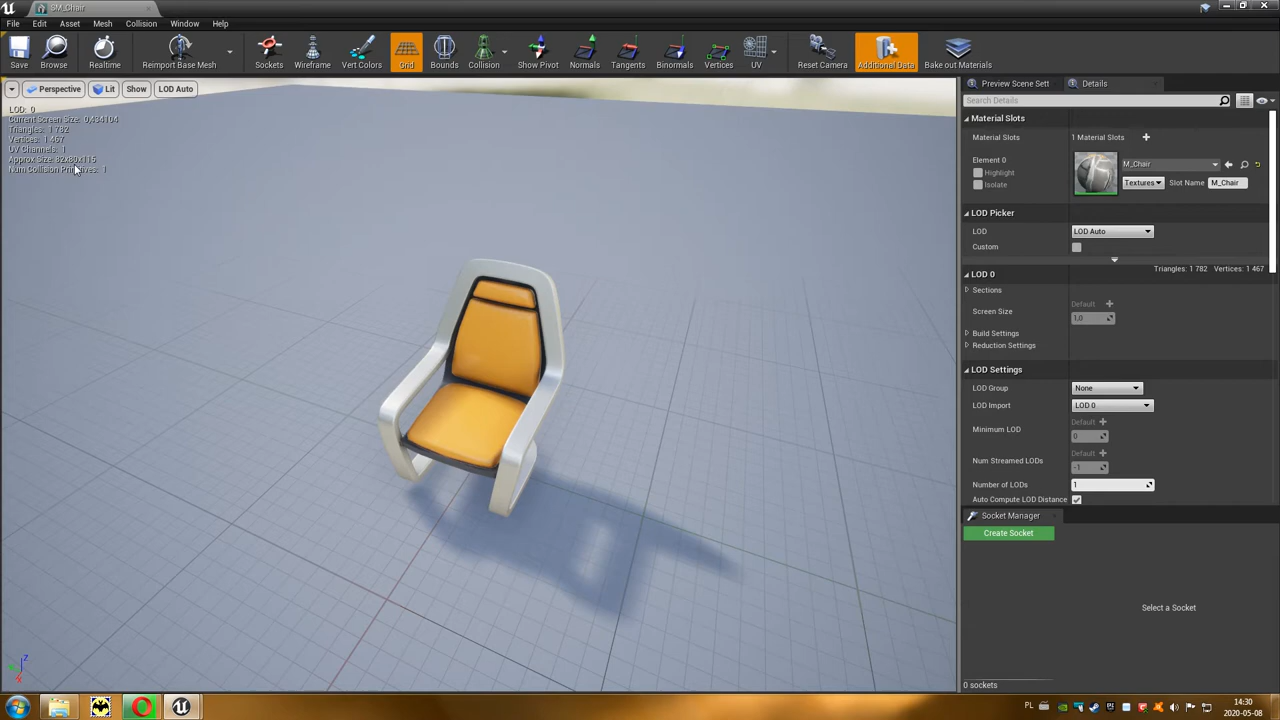 SM_Chair
File Edit Asset Mesh Collision Window Help
Save Browse Realtime Reimport Base Mesh Sockets Wireframe Vert Colors Grid Bounds Collision Show Pivot Normals Tangents Binormals Vertices UV Reset Camera Additional Data Bake out Materials
Perspective Lit Show LOD Auto
LOD: 0
Current Screen Size: 0,434104
Triangles: 1 782
Vertices: 1 467
UV Channels: 1
Approx Size: 82x80x115
Num Collision Primitives: 1
Preview Scene Sett Details
Search Details
Material Slots
Material Slots 1 Material Slots
Element 0
Highlight
Isolate
M_Chair
Textures Slot Name M_Chair
LOD Picker
LOD LOD Auto
Custom
Triangles: 1 782 Vertices: 1 467
LOD 0
Sections
Screen Size Default
1.0
Build Settings
Reduction Settings
LOD Settings
LOD Group None
LOD Import LOD 0
Minimum LOD Default
0
Num Streamed LODs Default
-1
Number of LODs 1
Auto Compute LOD Distance
Socket Manager
Create Socket
Select a Socket
0 sockets
Z
PL
14:30
2020-05-08